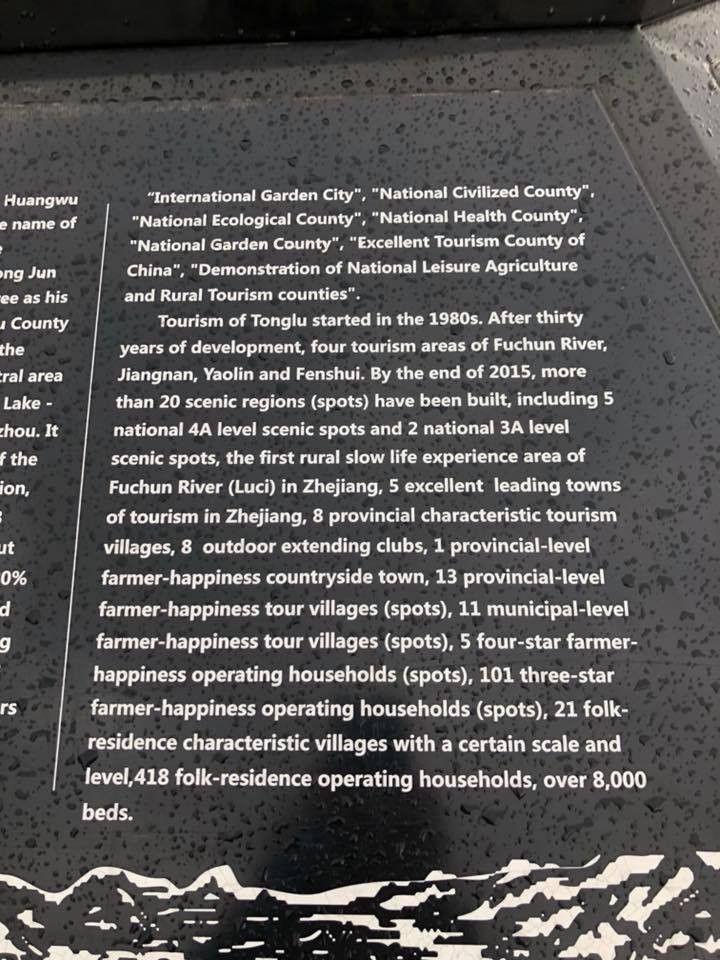 Huangwu
name of
Jun
as his
County
the
area
Lake -
It
the
0%
"International Garden City", "National Civilized County",
"National Ecological County", "National Health County",
"National Garden County", "Excellent Tourism County of
China", "Demonstration of National Leisure Agriculture
and Rural Tourism counties".
Tourism of Tonglu started in the 1980s. After thirty
years of development, four tourism areas of Fuchun River,
Jiangnan, Yaolin and Fenshui. By the end of 2015, more
than 20 scenic regions (spots) have been built, including 5
national 4A level scenic spots and 2 national 3A level
scenic spots, the first rural slow life experience area of
Fuchun River (Luci) in Zhejiang, 5 excellent leading towns
of tourism in Zhejiang, 8 provincial characteristic tourism
villages, 8 outdoor extending clubs, 1 provincial-level
farmer-happiness countryside town, 13 provincial-level
farmer-happiness tour villages (spots), 11 municipal-level
farmer-happiness tour villages (spots), 5 four-star farmer-
happiness operating households (spots), 101 three-star
farmer-happiness operating households (spots), 21 folk-
residence characteristic villages with a certain scale and
level,418 folk-residence operating households, over 8,000
beds.